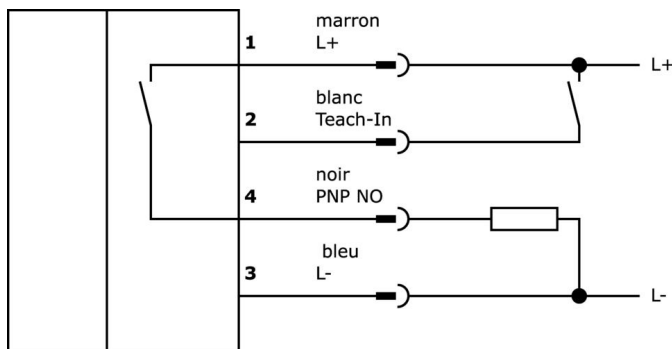 marron
1 L+ L+
blanc
2 Teach-In
noir
4 PNP NO
bleu
3 L- L-